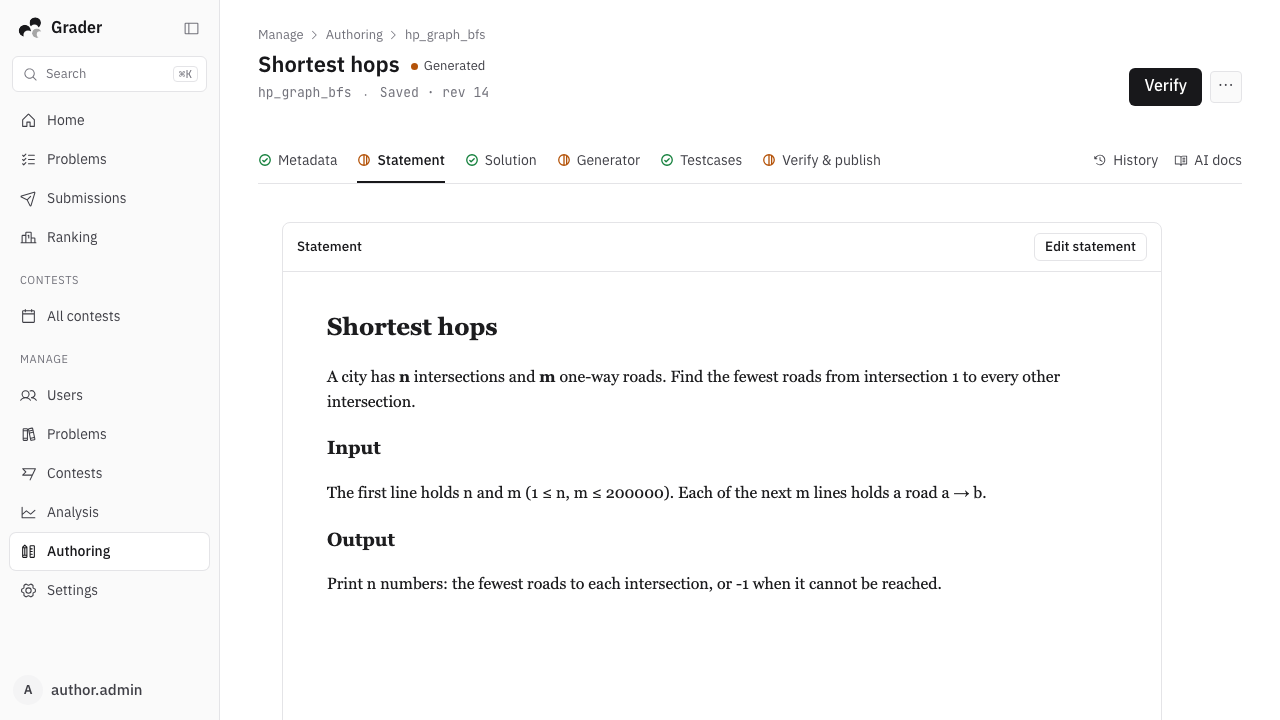 Grader
Search ⌘K
Home
Problems
Submissions
Ranking
CONTESTS
All contests
MANAGE
Users
Problems
Contests
Analysis
Authoring
Settings
A author.admin
Manage > Authoring > hp_graph_bfs
Shortest hops Generated
hp_graph_bfs . Saved · rev 14
Verify ...
Metadata Statement Solution Generator Testcases Verify & publish History AI docs
Statement Edit statement
Shortest hops
A city has n intersections and m one-way roads. Find the fewest roads from intersection 1 to every other
intersection.
Input
The first line holds n and m (1 ≤ n, m ≤ 200000). Each of the next m lines holds a road a → b.
Output
Print n numbers: the fewest roads to each intersection, or -1 when it cannot be reached.